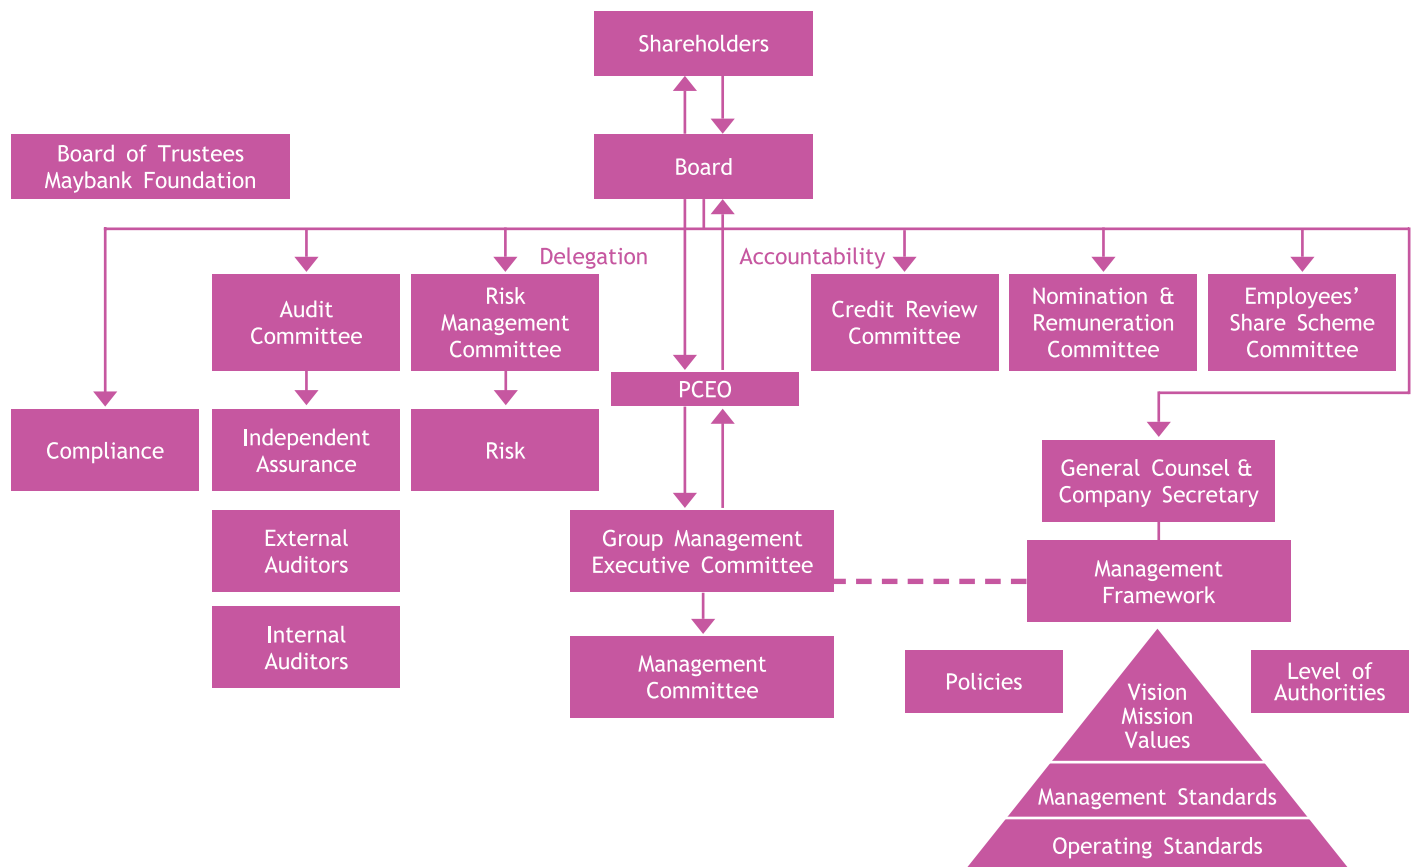 Shareholders
Board of Trustees
Maybank Foundation
Board
Delegation
Accountability
Audit
Committee
Risk
Management
Committee
Credit Review
Committee
Nomination &
Remuneration
Committee
Employees’
Share Scheme
Committee
PCEO
Compliance
Independent
Assurance
Risk
General Counsel &
Company Secretary
External
Auditors
Group Management
Executive Committee
Management
Framework
Internal
Auditors
Management
Committee
Policies
Vision
Mission
Values
Level of
Authorities
Management Standards
Operating Standards